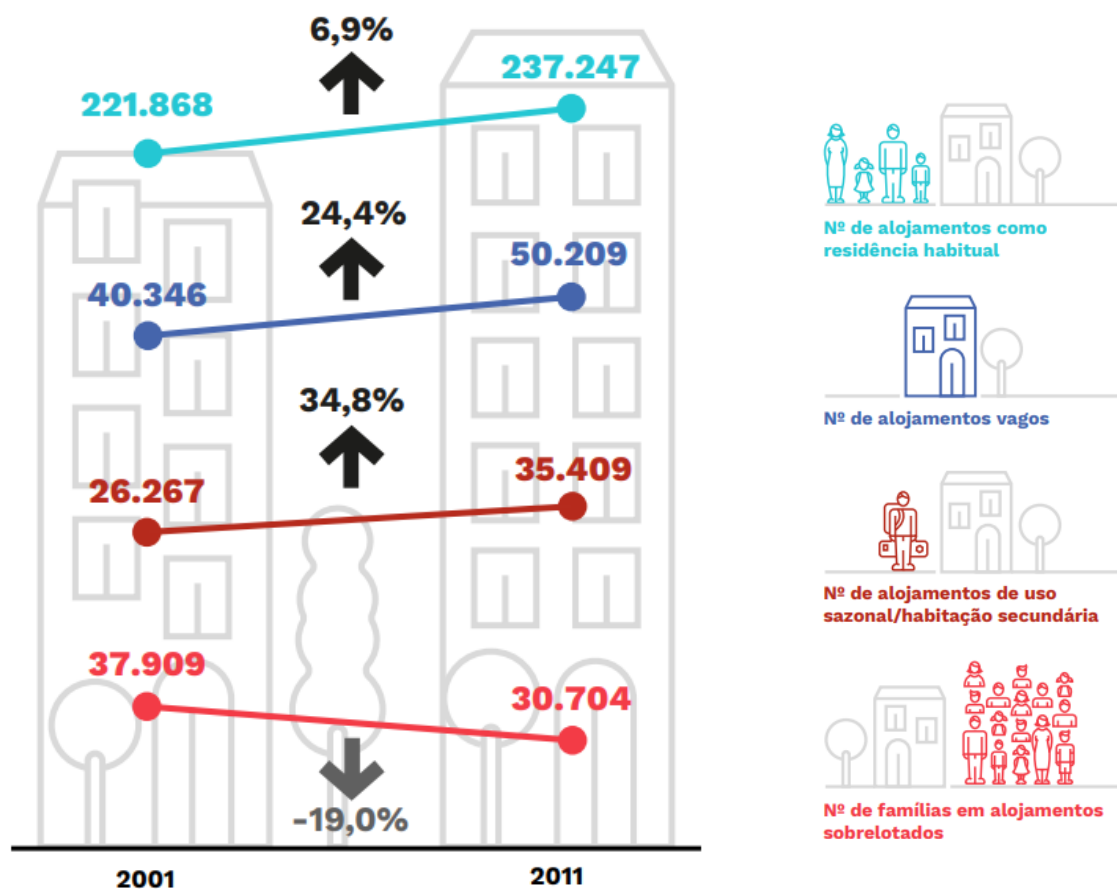 6,9%
221.868
237.247
24,4%
40.346
50.209
34,8%
26.267
35.409
37.909
30.704
-19,0%
2001
2011
Nº de alojamentos como
residência habitual
Nº de alojamentos vagos
Nº de alojamentos de uso
sazonal/habitação secundária
Nº de famílias em alojamentos
sobrelotados